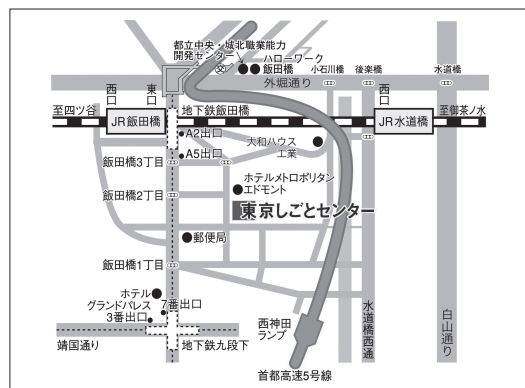 都立中央・城北職業能力
開発センター
ハローワーク
飯田橋
小石川橋
後楽橋
水道橋
外堀通り
西口
東口
西口
至四ツ谷
JR飯田橋
地下鉄飯田橋
JR水道橋
至御茶ノ水
A2出口
大和ハウス
工業
A5出口
飯田橋3丁目
ホテルメトロポリタン
エドモント
飯田橋2丁目
東京しごとセンター
郵便局
飯田橋1丁目
ホテル
グランドパレス
7番出口
3番出口
西神田
ランプ
水道橋西通
白山通り
靖国通り
地下鉄九段下
首都高速5号線